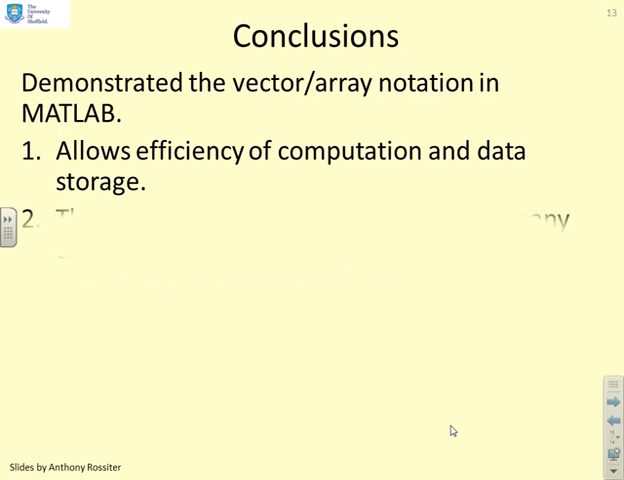 The
University
Of
Sheffield.
13
Conclusions
Demonstrated the vector/array notation in
MATLAB.
1. Allows efficiency of computation and data
storage.
2.
Slides by Anthony Rossiter